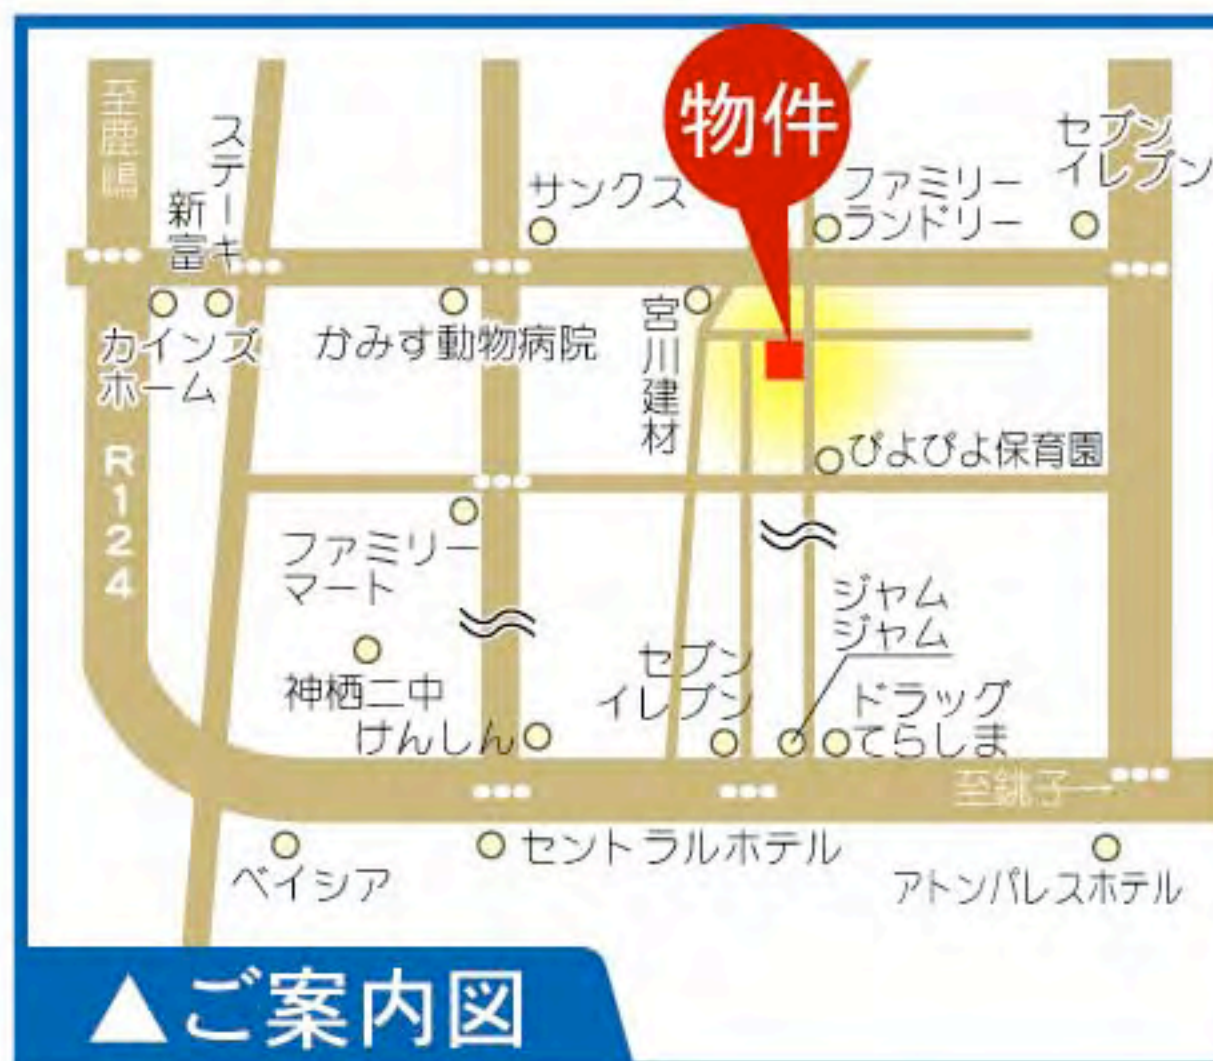 至鹿嶋
ステーキ
新富
サンクス
物件
ファミリー
ランドリー
セブン
イレブン
カインズ
ホーム
かみす動物病院
宮川建材
R124
ぴよぴよ保育園
ファミリー
マート
神栖二中
けんしん
セブン
イレブン
ジャム
ジャム
ドラッグ
てらしま
至銚子→
ベイシア
セントラルホテル
アトンパレスホテル
▲ご案内図